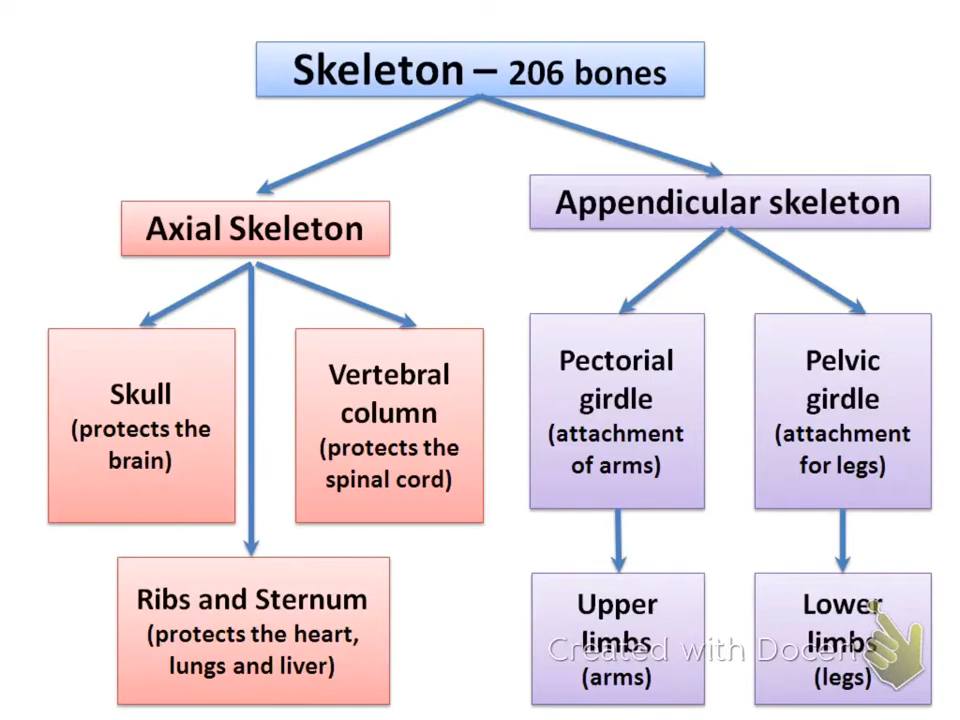 Skeleton – 206 bones
Axial Skeleton
Appendicular skeleton
Skull
(protects the
brain)
Vertebral
column
(protects the
spinal cord)
Ribs and Sternum
(protects the heart,
lungs and liver)
Pectorial
girdle
(attachment
of arms)
Pelvic
girdle
(attachment
for legs)
Upper
limbs
(arms)
Lower
limbs
(legs)
Created with